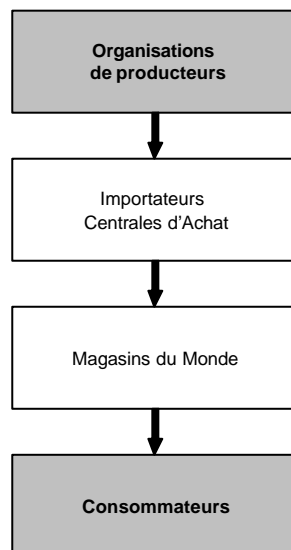 Organisations
de producteurs
Importateurs
Centrales d'Achat
Magasins du Monde
Consommateurs